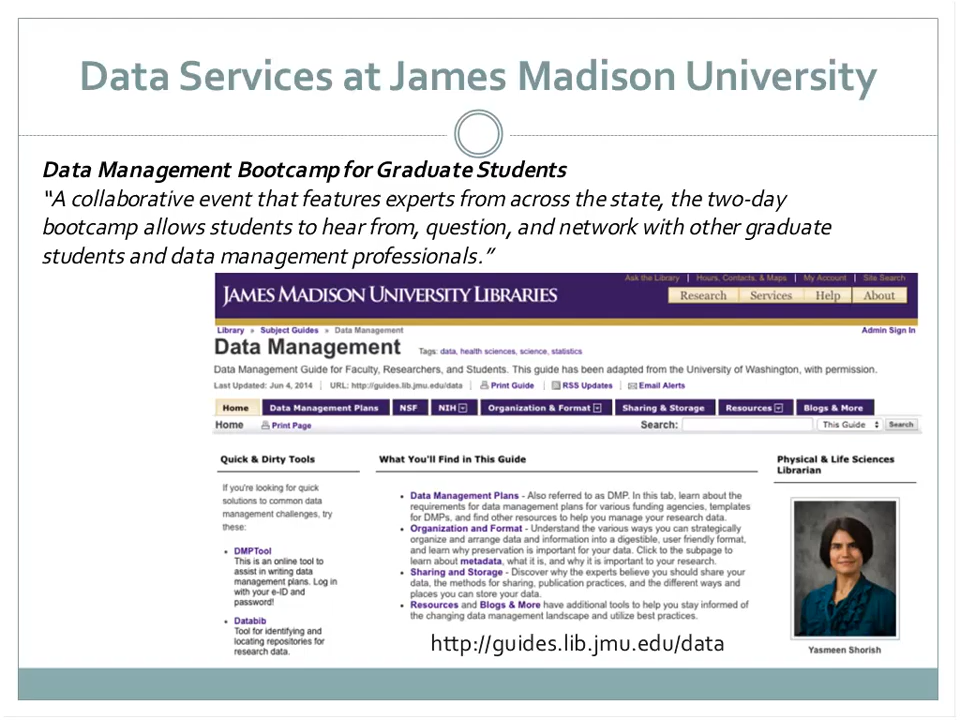 Data Services at James Madison University
Data Management Bootcamp for Graduate Students
“A collaborative event that features experts from across the state, the two-day
bootcamp allows students to hear from, question, and network with other graduate
students and data management professionals.”
Ask the Library | Hours, Contacts, & Maps | My Account | Site Search
JAMES MADISON UNIVERSITY LIBRARIES
Research Services Help About
Library » Subject Guides » Data Management
Admin Sign In
Data Management Tags: data, health sciences, science, statistics
Data Management Guide for Faculty, Researchers, and Students. This guide has been adapted from the University of Washington, with permission.
Last Updated: Jun 4, 2014 | URL: http://guides.lib.jmu.edu/data | Print Guide | RSS Updates | Email Alerts
Home Data Management Plans NSF NIH Organization & Format Sharing & Storage Resources Blogs & More
Home Print Page Search: This Guide Search
Quick & Dirty Tools
If you're looking for quick
solutions to common data
management challenges, try
these:
• DMPTool
This is an online tool to
assist in writing data
management plans. Log in
with your e-ID and
password!
• Databib
Tool for identifying and
locating repositories for
research data.
What You'll Find in This Guide
• Data Management Plans - Also referred to as DMP. In this tab, learn about the
requirements for data management plans for various funding agencies, templates
for DMPs, and find other resources to help you manage your research data.
• Organization and Format - Understand the various ways you can strategically
organize and arrange data and information into a digestible, user friendly format,
and learn why preservation is important for your data. Click to the subpage to
learn about metadata, what it is, and why it is important to your research.
• Sharing and Storage - Discover why the experts believe you should share your
data, the methods for sharing, publication practices, and the different ways and
places you can store your data.
• Resources and Blogs & More have additional tools to help you stay informed of
the changing data management landscape and utilize best practices.
Physical & Life Sciences
Librarian
Yasmeen Shorish
http://guides.lib.jmu.edu/data